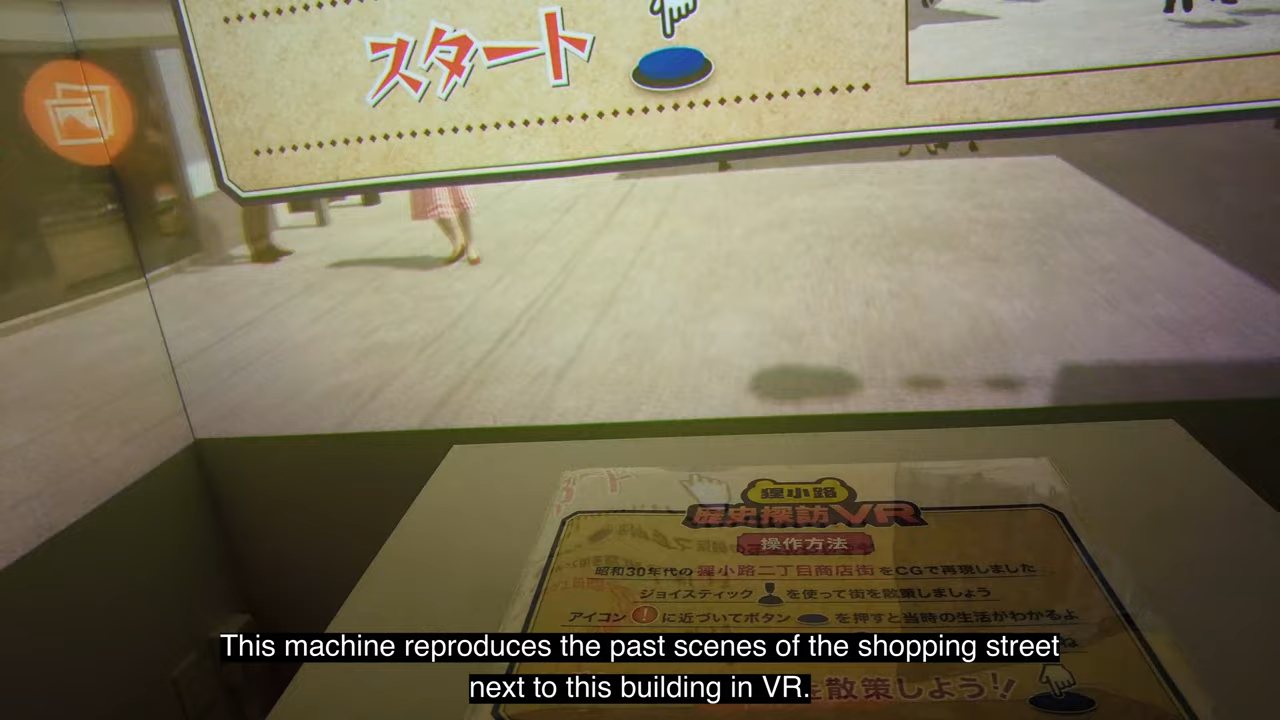 スタート
狸小路
歴史探訪VR
操作方法
昭和30年代の狸小路二丁目商店街をCGで再現しました
ジョイスティック を使って街を散策しましょう
アイコン ! に近づいてボタン を押すと当時の生活がわかるよ
This machine reproduces the past scenes of the shopping street
next to this building in VR.
散策しよう!!